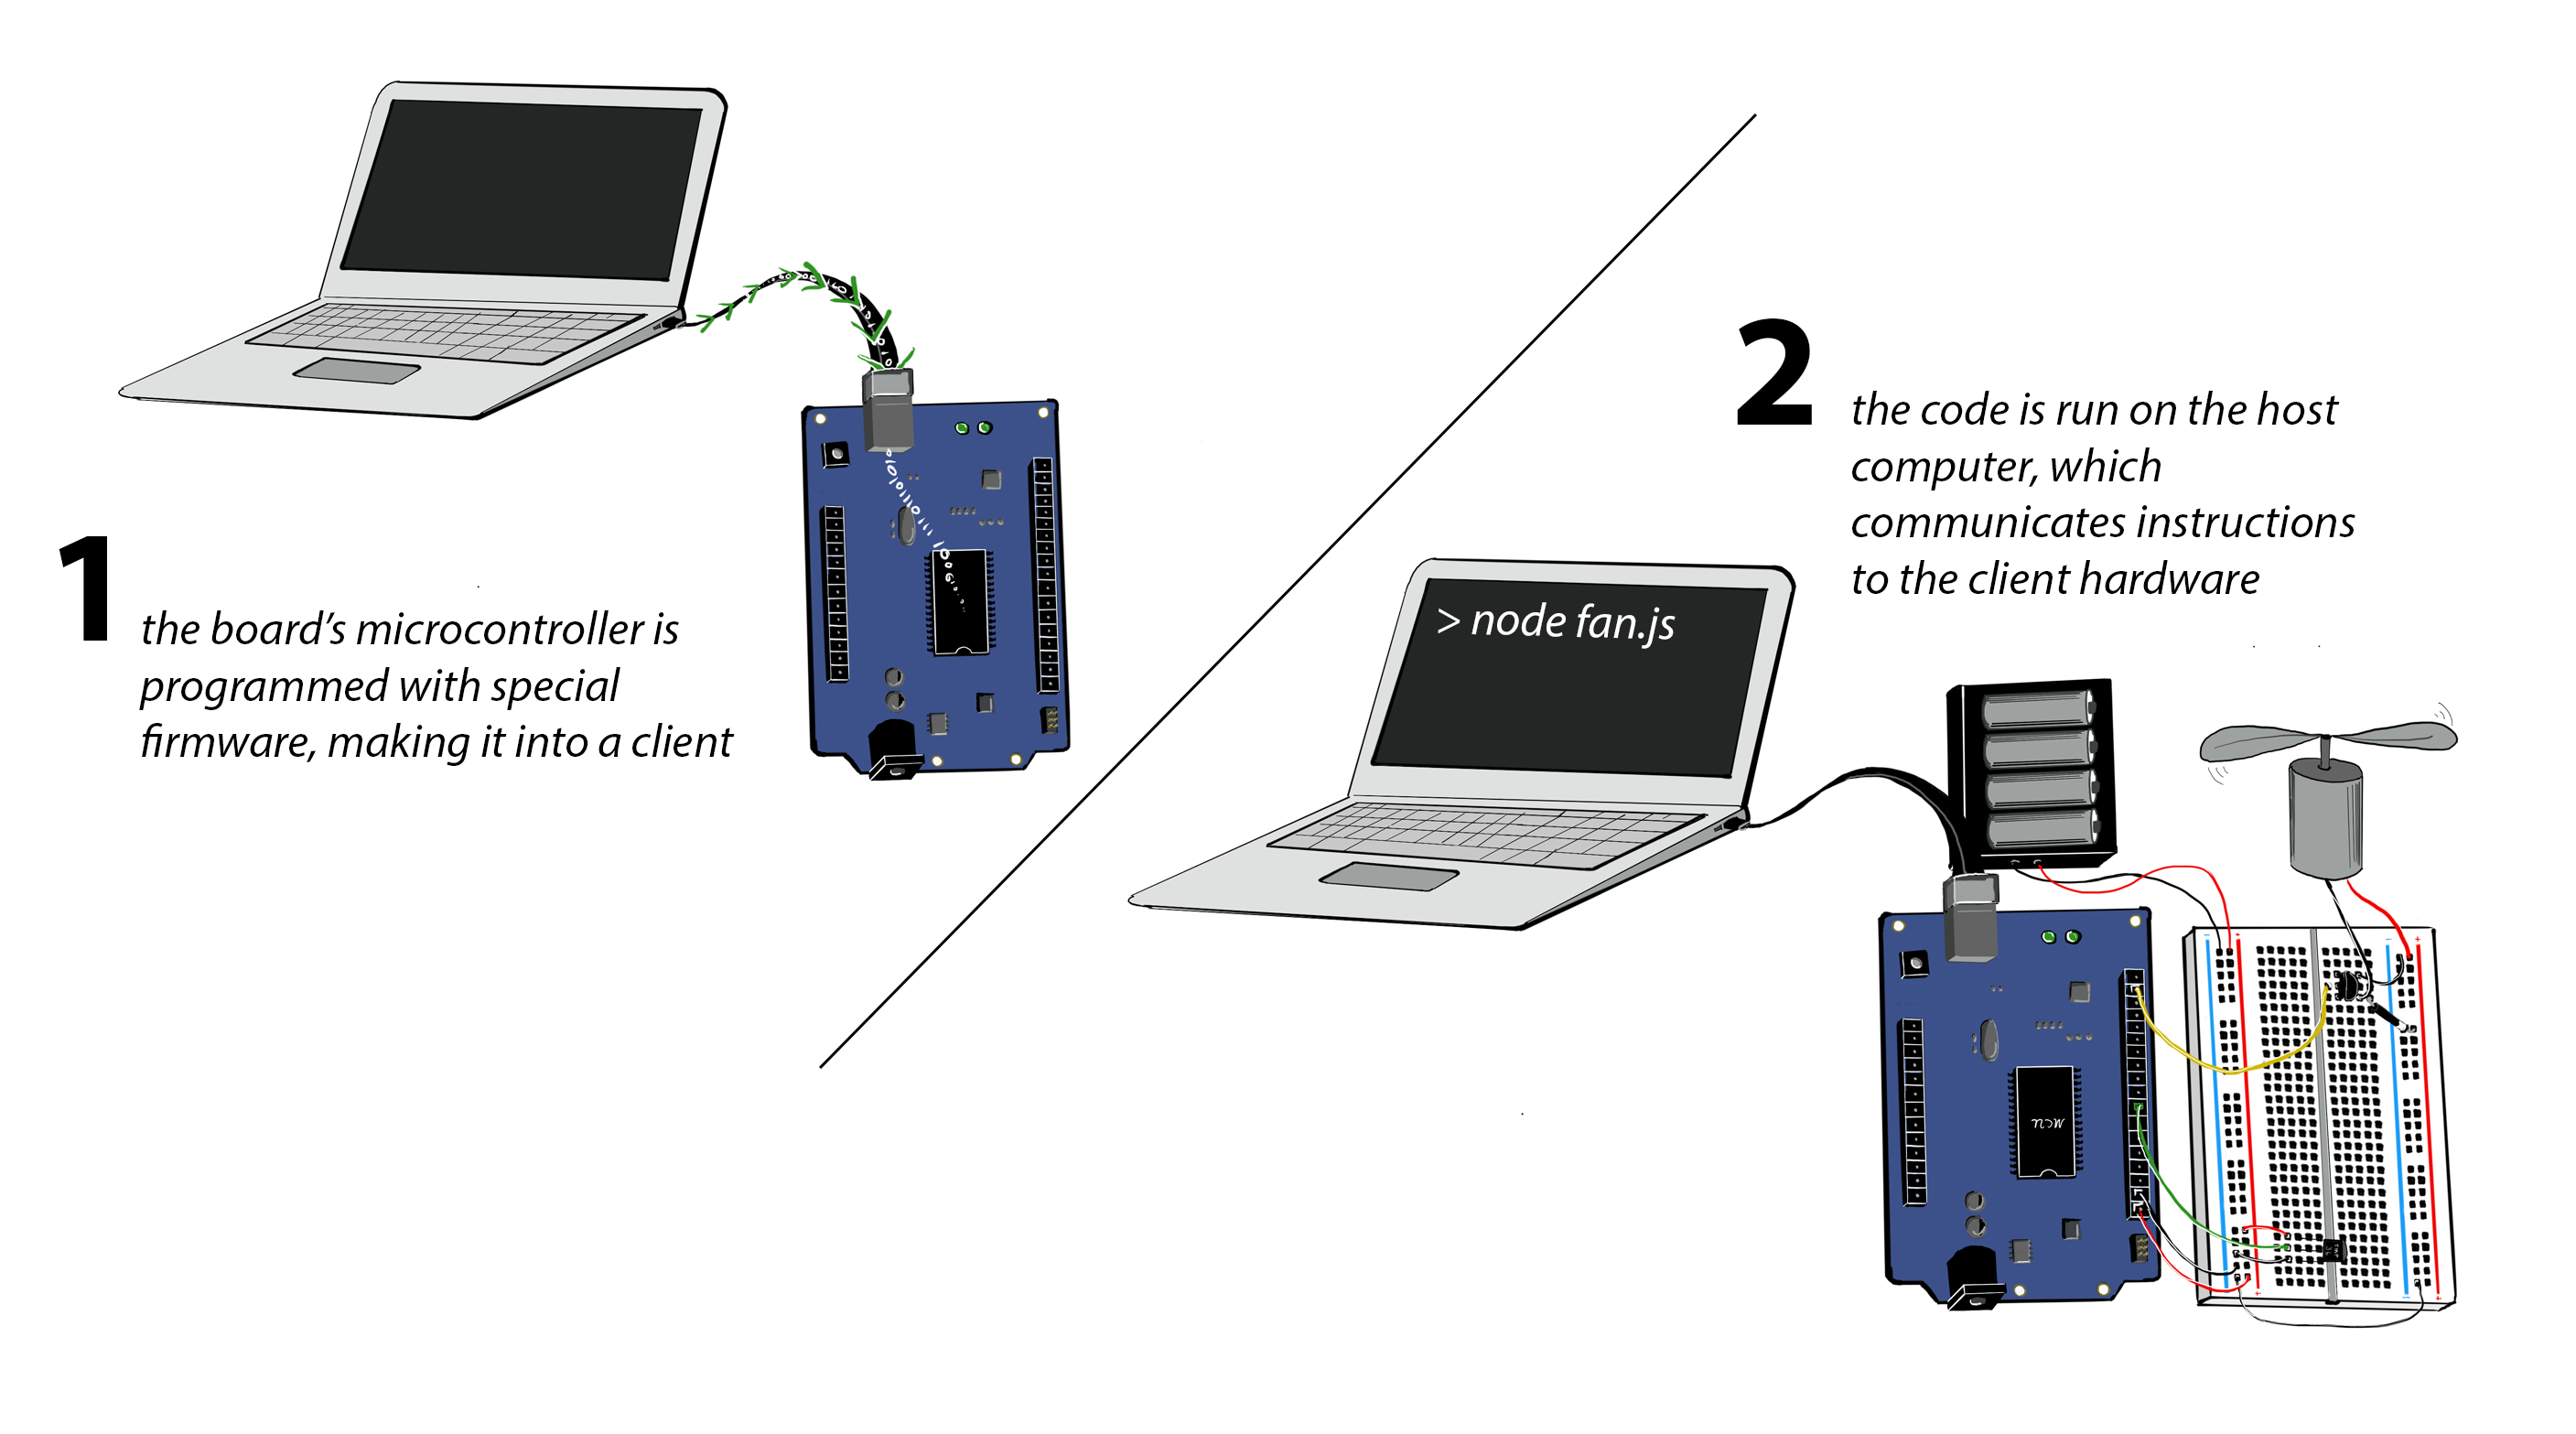 1
the board's microcontroller is
programmed with special
firmware, making it into a client
2
the code is run on the host
computer, which
communicates instructions
to the client hardware
> node fan.js
MCU